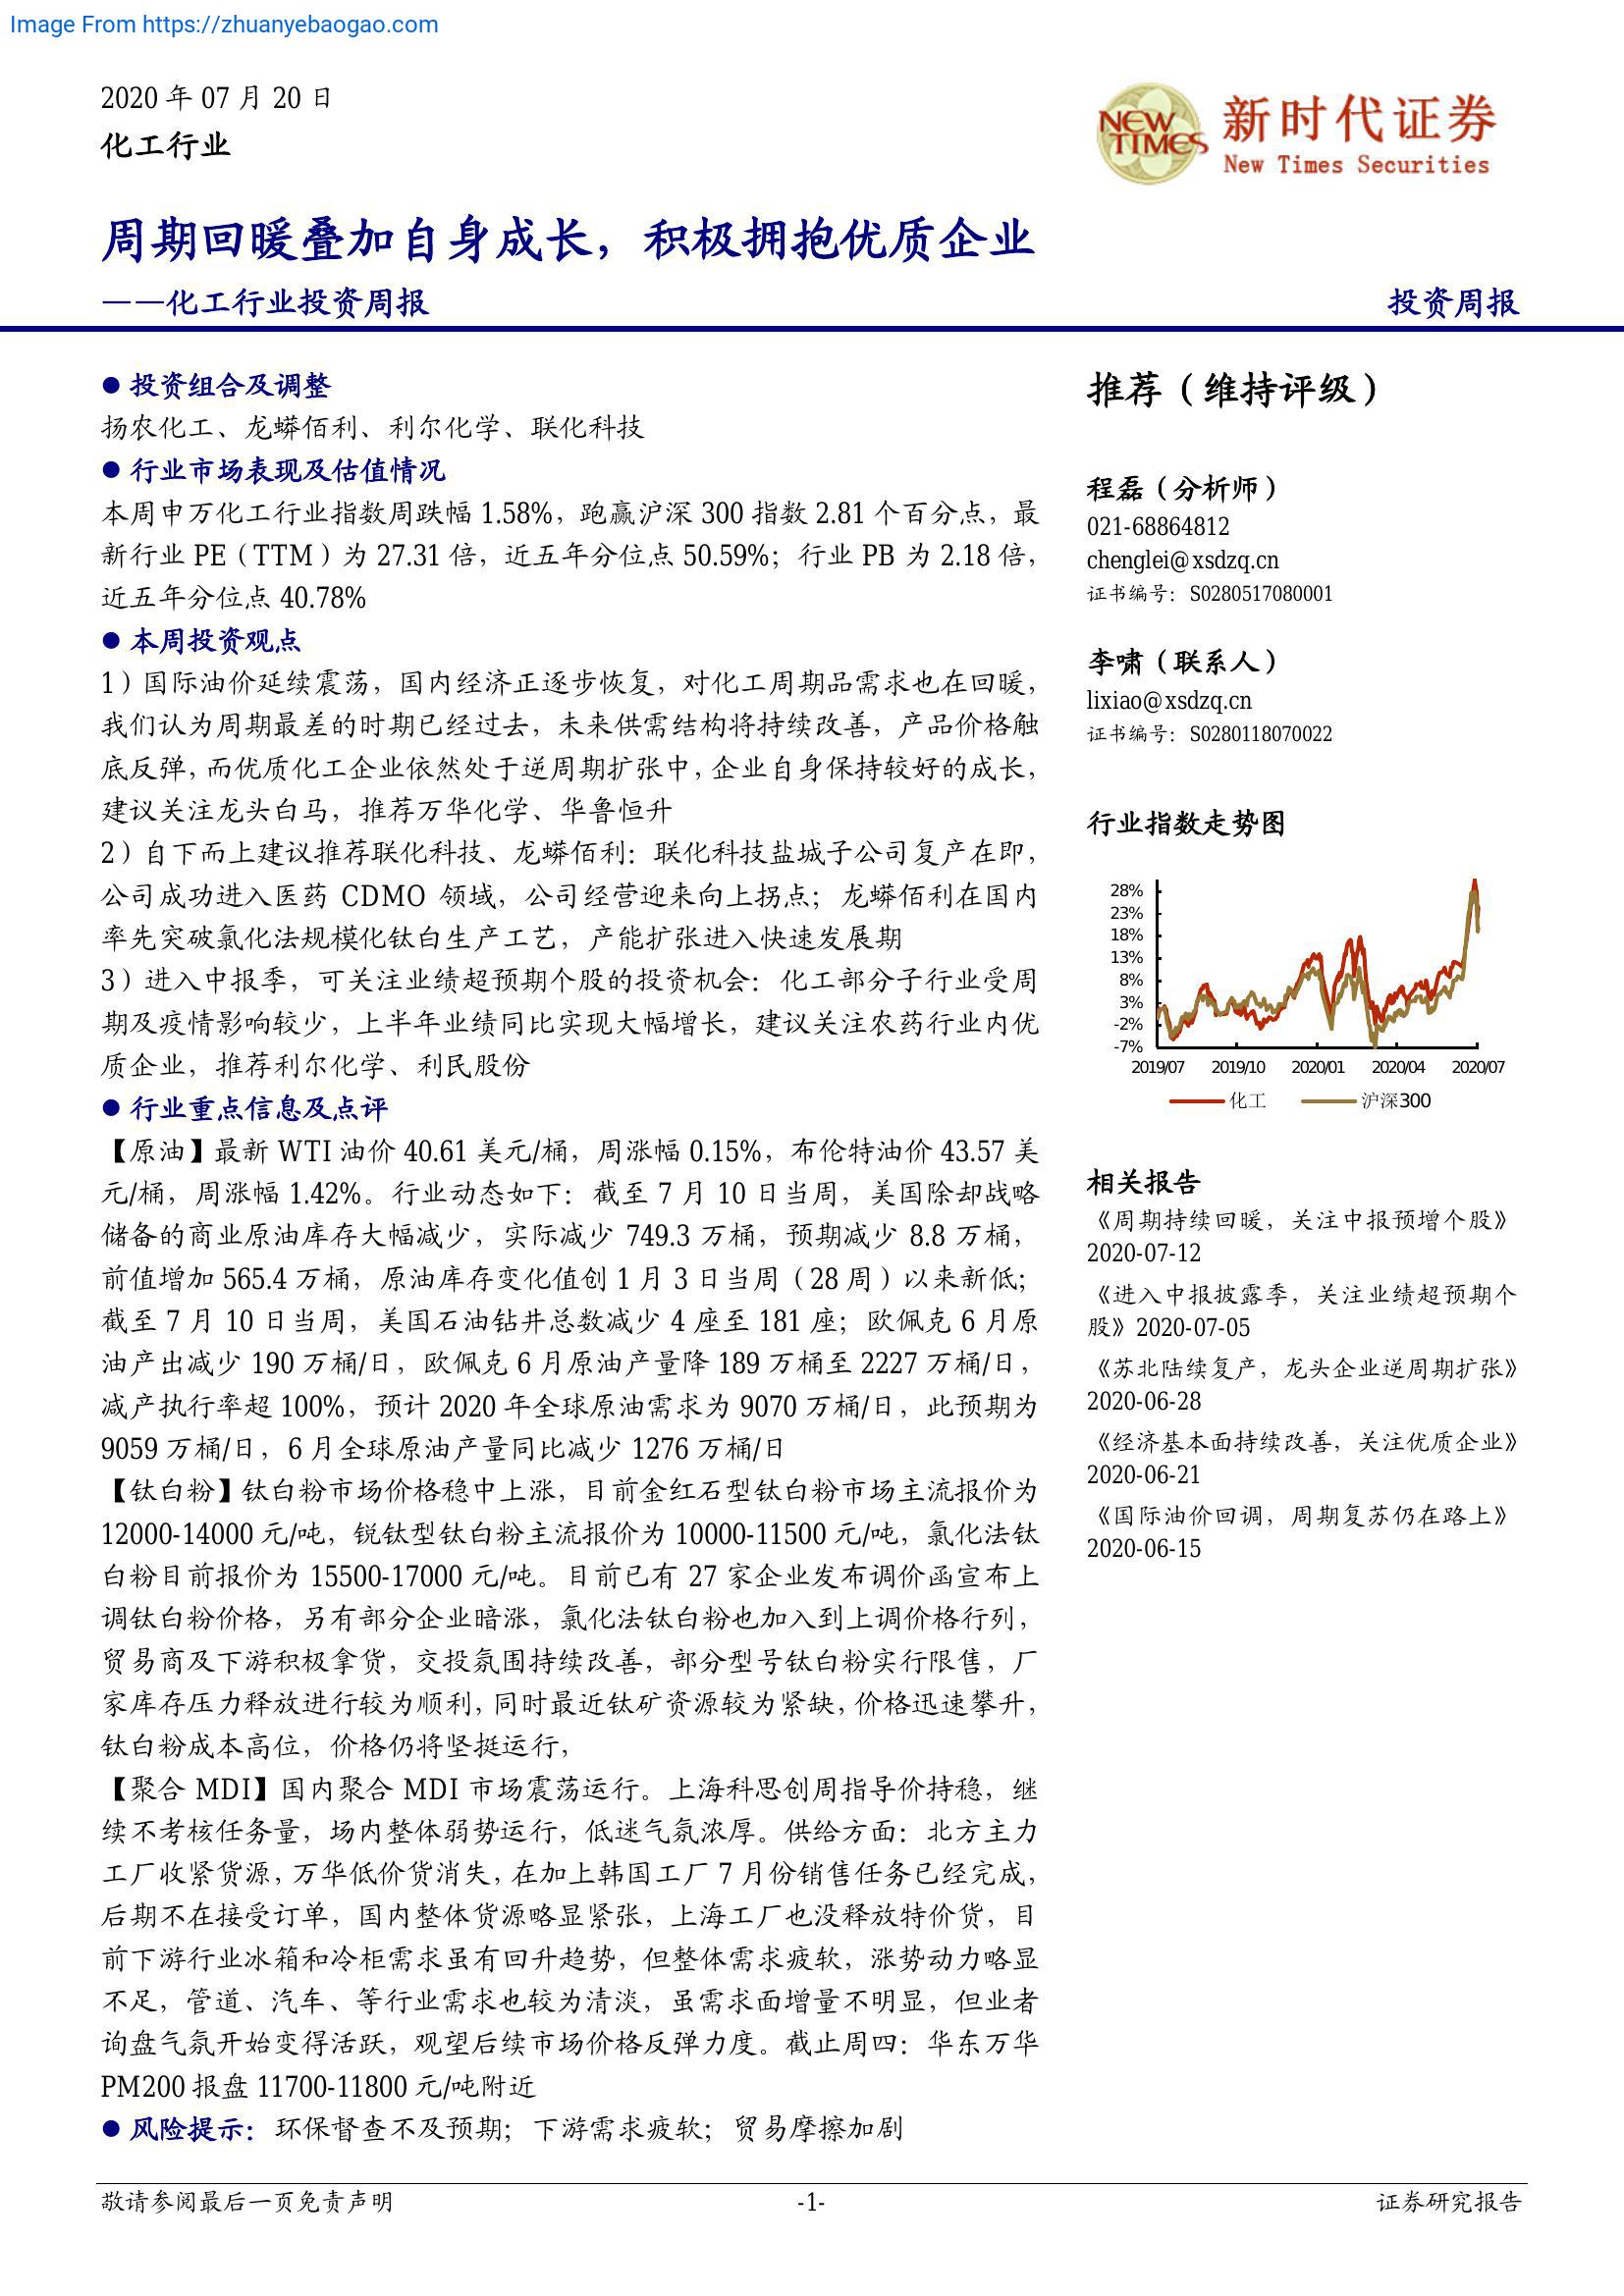 Image From https://zhuanyebaogao.com
2020 年 07 月 20 日
化工行业
NEW TIMES
新时代证券
New Times Securities
周期回暖叠加自身成长，积极拥抱优质企业
——化工行业投资周报
投资周报
● 投资组合及调整
扬农化工、龙蟒佰利、利尔化学、联化科技
● 行业市场表现及估值情况
本周申万化工行业指数周跌幅 1.58%，跑赢沪深 300 指数 2.81 个百分点，最
新行业 PE（TTM）为 27.31 倍，近五年分位点 50.59%；行业 PB 为 2.18 倍，
近五年分位点 40.78%
● 本周投资观点
1）国际油价延续震荡，国内经济正逐步恢复，对化工周期品需求也在回暖，
我们认为周期最差的时期已经过去，未来供需结构将持续改善，产品价格触
底反弹，而优质化工企业依然处于逆周期扩张中，企业自身保持较好的成长，
建议关注龙头白马，推荐万华化学、华鲁恒升
2）自下而上建议推荐联化科技、龙蟒佰利：联化科技盐城子公司复产在即，
公司成功进入医药 CDMO 领域，公司经营迎来向上拐点；龙蟒佰利在国内
率先突破氯化法规模化钛白生产工艺，产能扩张进入快速发展期
3）进入中报季，可关注业绩超预期个股的投资机会：化工部分子行业受周
期及疫情影响较少，上半年业绩同比实现大幅增长，建议关注农药行业内优
质企业，推荐利尔化学、利民股份
● 行业重点信息及点评
【原油】最新 WTI 油价 40.61 美元/桶，周涨幅 0.15%，布伦特油价 43.57 美
元/桶，周涨幅 1.42%。行业动态如下：截至 7 月 10 日当周，美国除却战略
储备的商业原油库存大幅减少，实际减少 749.3 万桶，预期减少 8.8 万桶，
前值增加 565.4 万桶，原油库存变化值创 1 月 3 日当周（28 周）以来新低；
截至 7 月 10 日当周，美国石油钻井总数减少 4 座至 181 座；欧佩克 6 月原
油产出减少 190 万桶/日，欧佩克 6 月原油产量降 189 万桶至 2227 万桶/日，
减产执行率超 100%，预计 2020 年全球原油需求为 9070 万桶/日，此预期为
9059 万桶/日，6 月全球原油产量同比减少 1276 万桶/日
【钛白粉】钛白粉市场价格稳中上涨，目前金红石型钛白粉市场主流报价为
12000-14000 元/吨，锐钛型钛白粉主流报价为 10000-11500 元/吨，氯化法钛
白粉目前报价为 15500-17000 元/吨。目前已有 27 家企业发布调价函宣布上
调钛白粉价格，另有部分企业暗涨，氯化法钛白粉也加入到上调价格行列，
贸易商及下游积极拿货，交投氛围持续改善，部分型号钛白粉实行限售，厂
家库存压力释放进行较为顺利，同时最近钛矿资源较为紧缺，价格迅速攀升，
钛白粉成本高位，价格仍将坚挺运行，
【聚合 MDI】国内聚合 MDI 市场震荡运行。上海科思创周指导价持稳，继
续不考核任务量，场内整体弱势运行，低迷气氛浓厚。供给方面：北方主力
工厂收紧货源，万华低价货消失，在加上韩国工厂 7 月份销售任务已经完成，
后期不在接受订单，国内整体货源略显紧张，上海工厂也没释放特价货，目
前下游行业冰箱和冷柜需求虽有回升趋势，但整体需求疲软，涨势动力略显
不足，管道、汽车、等行业需求也较为清淡，虽需求面增量不明显，但业者
询盘气氛开始变得活跃，观望后续市场价格反弹力度。截止周四：华东万华
PM200 报盘 11700-11800 元/吨附近
● 风险提示：环保督查不及预期；下游需求疲软；贸易摩擦加剧
推荐（维持评级）
程磊（分析师）
021-68864812
chenglei@xsdzq.cn
证书编号：S0280517080001
李啸（联系人）
lixiao@xsdzq.cn
证书编号：S0280118070022
行业指数走势图
28%
23%
18%
13%
8%
3%
-2%
-7%
2019/07 2019/10 2020/01 2020/04 2020/07
化工 沪深300
相关报告
《周期持续回暖，关注中报预增个股》
2020-07-12
《进入中报披露季，关注业绩超预期个
股》2020-07-05
《苏北陆续复产，龙头企业逆周期扩张》
2020-06-28
《经济基本面持续改善，关注优质企业》
2020-06-21
《国际油价回调，周期复苏仍在路上》
2020-06-15
敬请参阅最后一页免责声明
-1-
证券研究报告